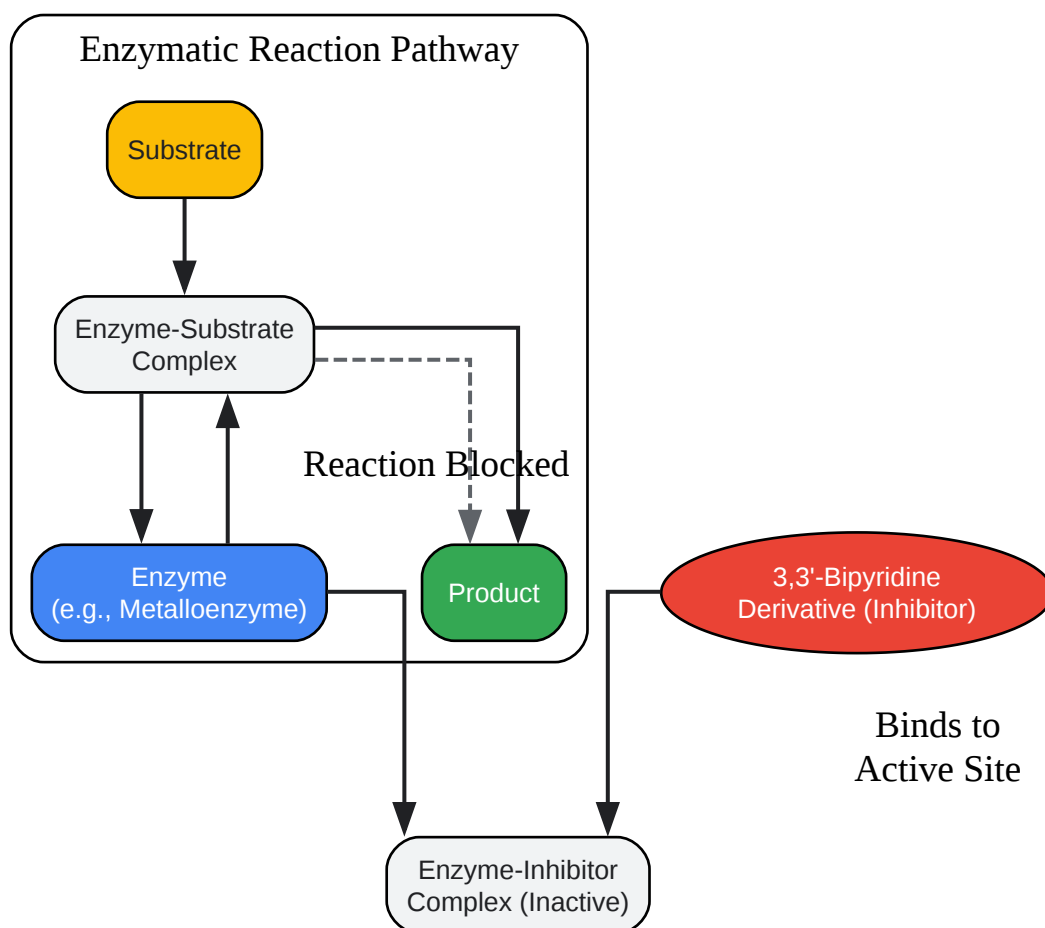 Enzymatic Reaction Pathway
Substrate
Enzyme-Substrate
Complex
Reaction Blocked
Enzyme
(e.g., Metalloenzyme)
Product
3,3'-Bipyridine
Derivative (Inhibitor)
Binds to
Active Site
Enzyme-Inhibitor
Complex (Inactive)